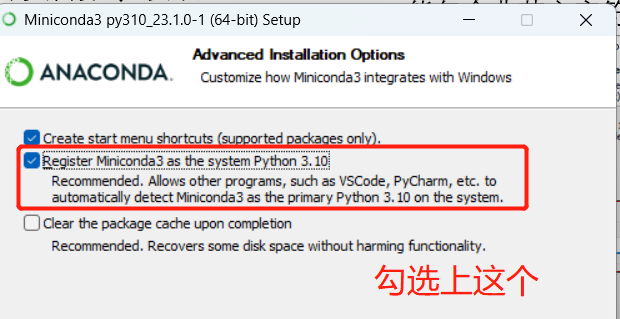 Miniconda3 py310_23.1.0-1 (64-bit) Setup
ANACONDA.
Advanced Installation Options
Customize how Miniconda3 integrates with Windows
Create start menu shortcuts (supported packages only).
Register Miniconda3 as the system Python 3.10
Recommended. Allows other programs, such as VSCode, PyCharm, etc. to
automatically detect Miniconda3 as the primary Python 3.10 on the system.
Clear the package cache upon completion
Recommended. Recovers some disk space without harming functionality.
勾选上这个